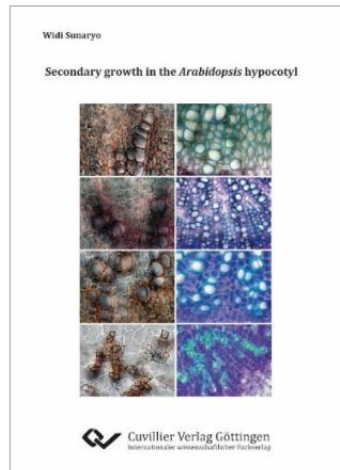 Widi Sunaryo
Secondary growth in the Arabidopsis hypocotyl
Cuvillier Verlag Göttingen
Internationaler wissenschaftlicher Fachverlag